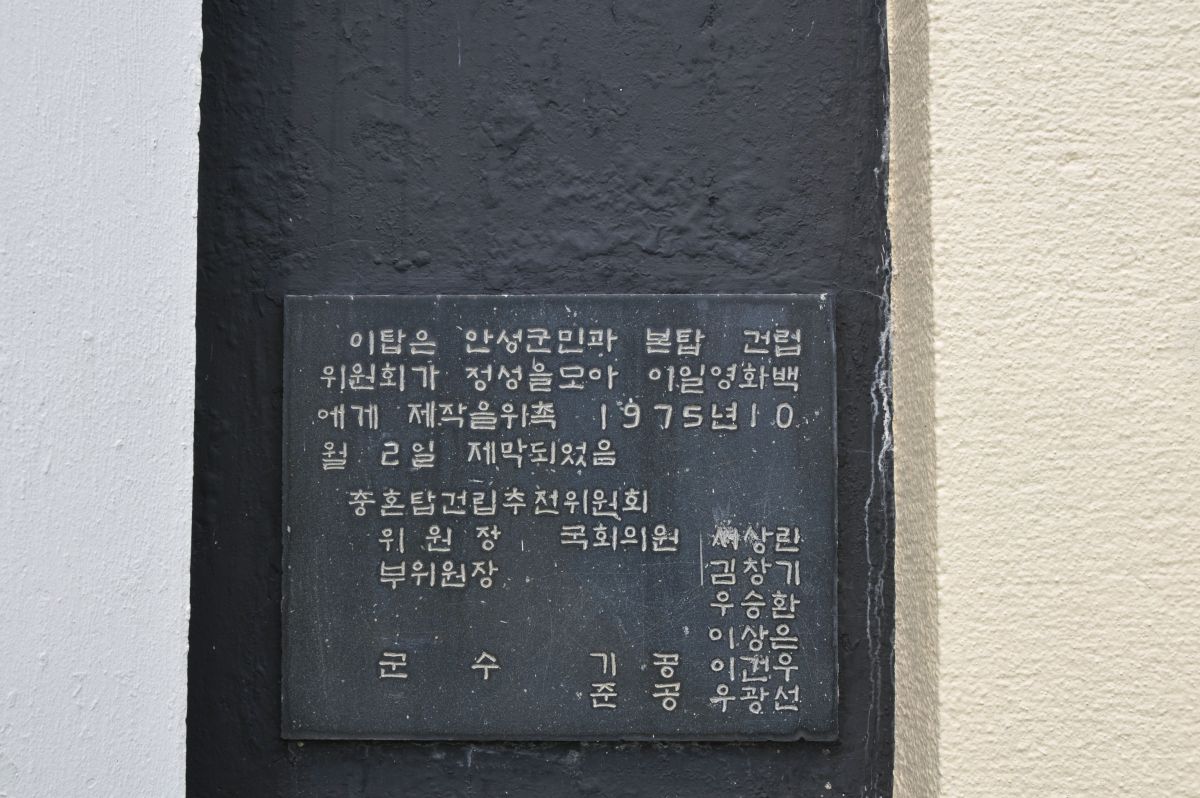 이탑은 안성군민과 본탑 건립
위원회가 정성을모아 이일영화백
에게 제작을위촉 1975년10
월 2일 제막되었음
충혼탑건립추전위원회
위 원 장 국회의원 서상린
부위원장 김창기
우승환
이상은
군 수 기 공 이건우
준 공 우광선